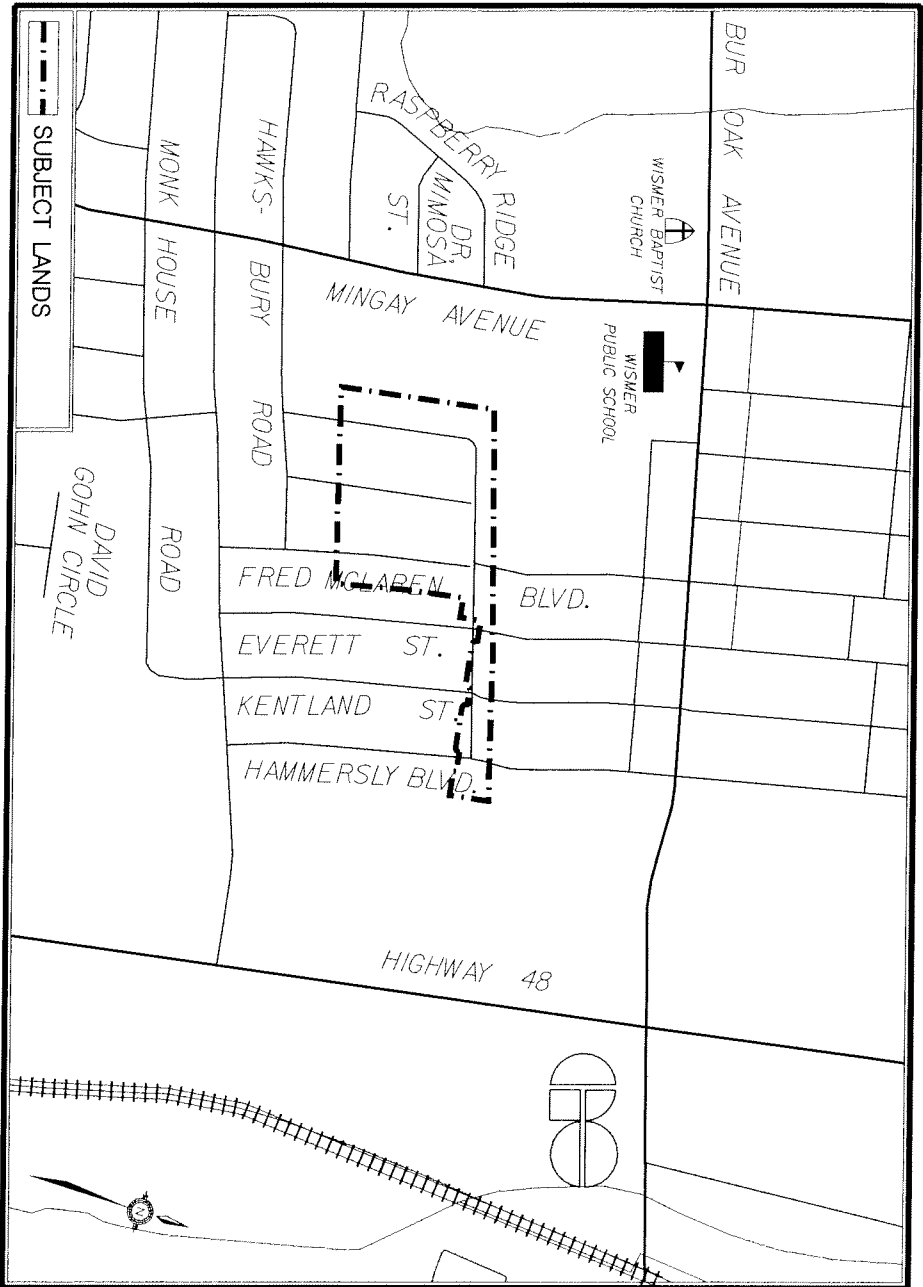 BUR OAK AVENUE
WISMER BAPTIST
CHURCH
WISMER
PUBLIC SCHOOL
RASPBERRY RIDGE
DR.
MIMOSA
ST.
MINGAY AVENUE
HAWKS-
BURY ROAD
MONK HOUSE
ROAD
FRED MCLAREN BLVD.
EVERETT ST.
KENTLAND ST.
HAMMERSLY BLVD.
DAVID
GOHN CIRCLE
HIGHWAY 48
N
SUBJECT LANDS